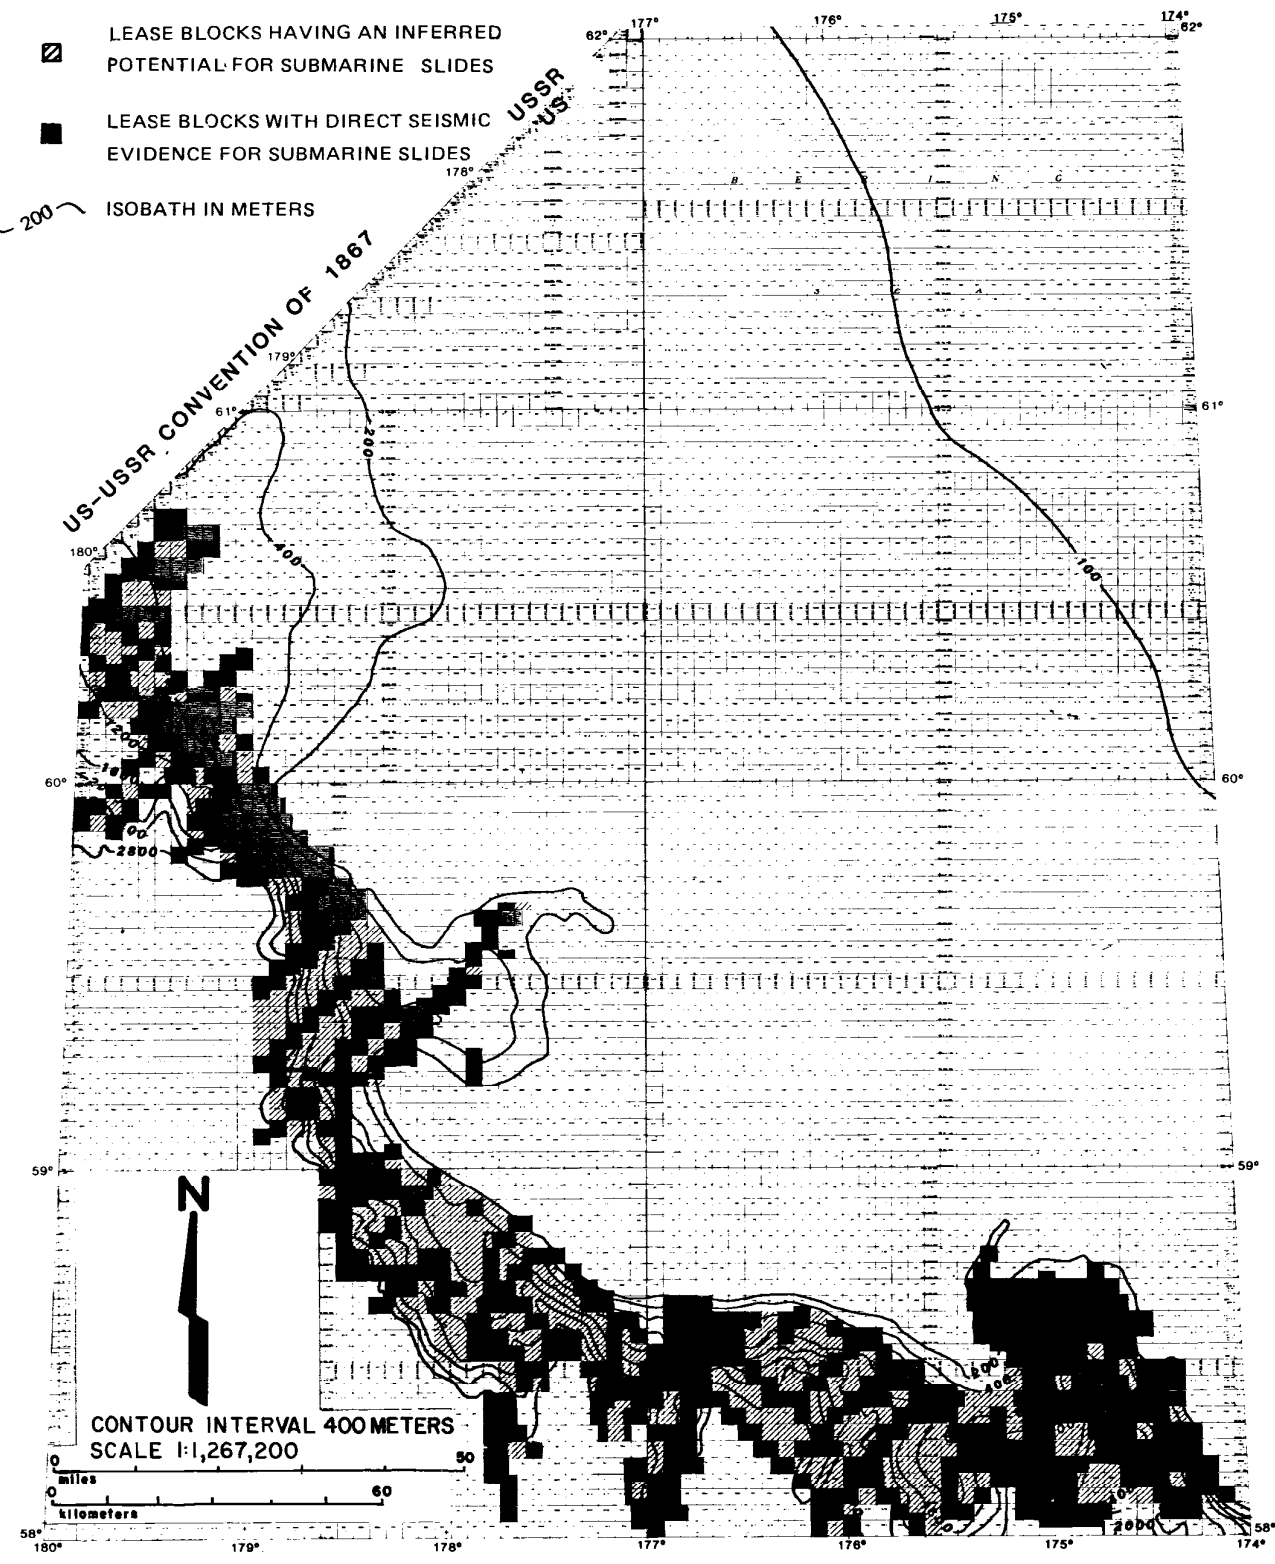 LEASE BLOCKS HAVING AN INFERRED
POTENTIAL FOR SUBMARINE SLIDES
LEASE BLOCKS WITH DIRECT SEISMIC
EVIDENCE FOR SUBMARINE SLIDES
200
ISOBATH IN METERS
177°
176°
175°
174°
62°
62°
USSR
US
178°
B E R I N G
S E A
US-USSR CONVENTION OF 1867
179°
61°
61°
200
400
180°
100
200
60°
60°
2800
59°
59°
N
200
400
CONTOUR INTERVAL 400 METERS
SCALE 1:1,267,200
0
50
miles
0
60
kilometers
2000
58°
58°
180°
179°
178°
177°
176°
175°
174°